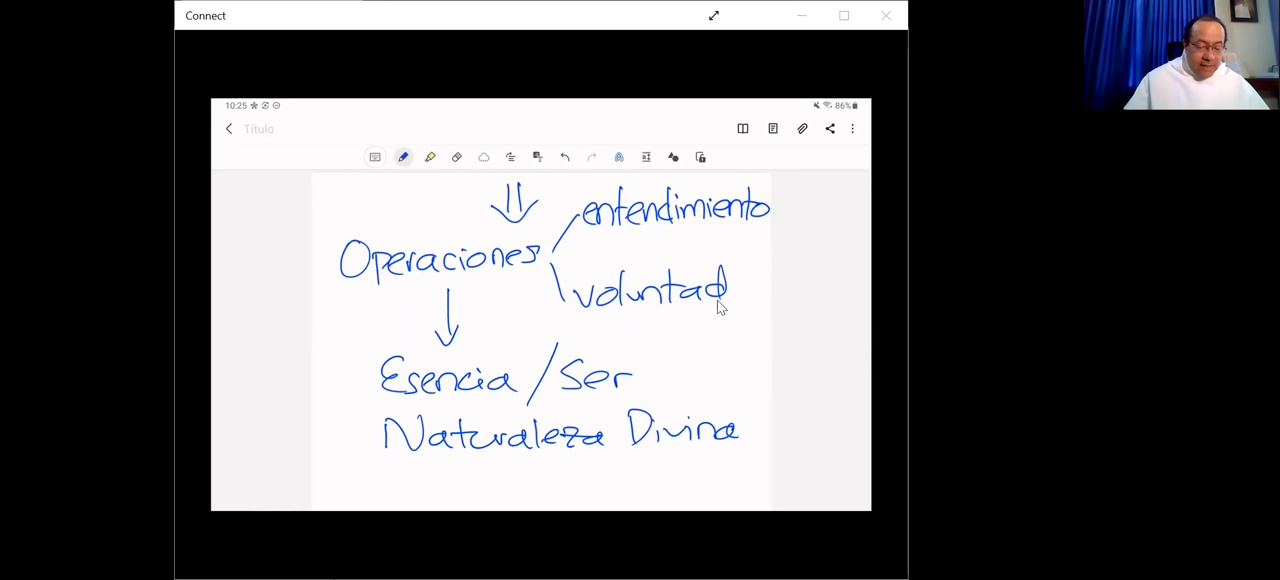 Connect
10:25
86%
Título
entendimiento
Operaciones
voluntad
Esencia / Ser
Naturaleza Divina